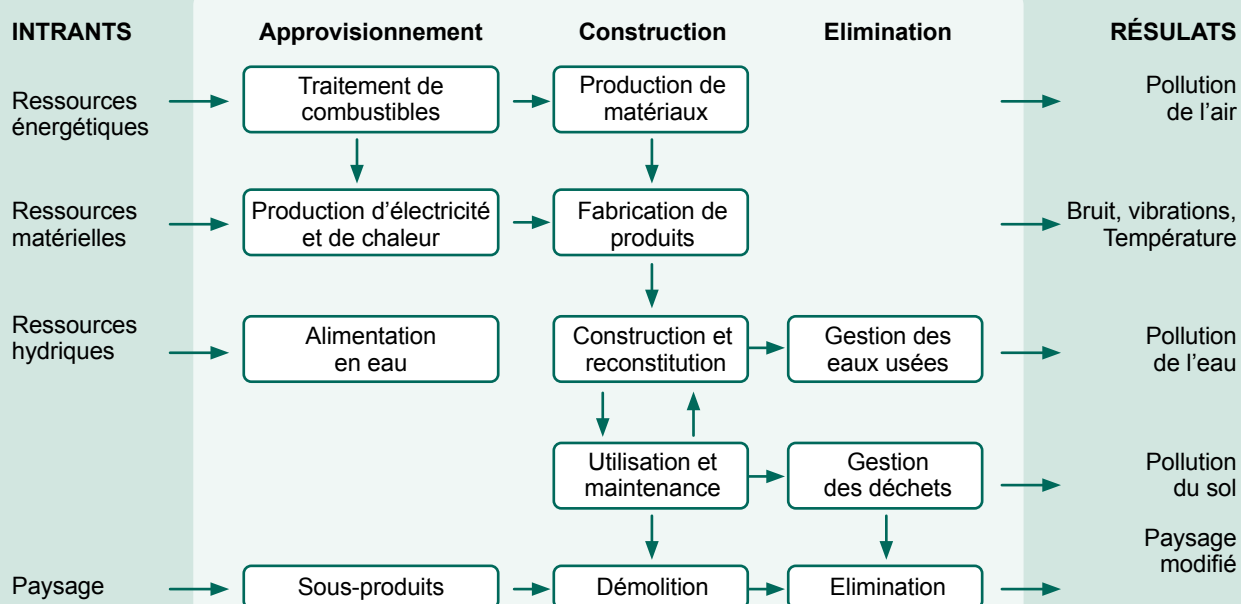 INTRANTS
Approvisionnement
Construction
Elimination
RÉSULATS
Ressources
énergétiques
Traitement de
combustibles
Production de
matériaux
Pollution
de l’air
Ressources
matérielles
Production d’électricité
et de chaleur
Fabrication de
produits
Bruit, vibrations,
Température
Ressources
hydriques
Alimentation
en eau
Construction et
reconstitution
Gestion des
eaux usées
Pollution
de l’eau
Utilisation et
maintenance
Gestion
des déchets
Pollution
du sol
Paysage
modifié
Paysage
Sous-produits
Démolition
Elimination